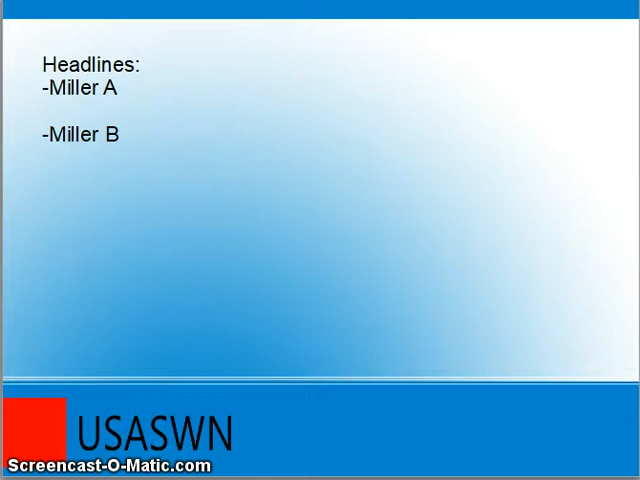 Headlines:
-Miller A
-Miller B
USASWN
Screencast-O-Matic.com